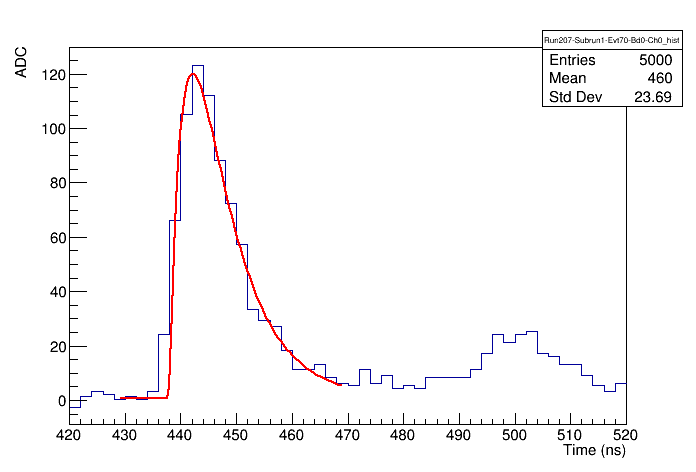 Run207-Subrun1-Evt70-Bd0-Ch0_hist
Entries 5000
Mean 460
Std Dev 23.69
ADC
120
100
80
60
40
20
0
420 430 440 450 460 470 480 490 500 510 520
Time (ns)